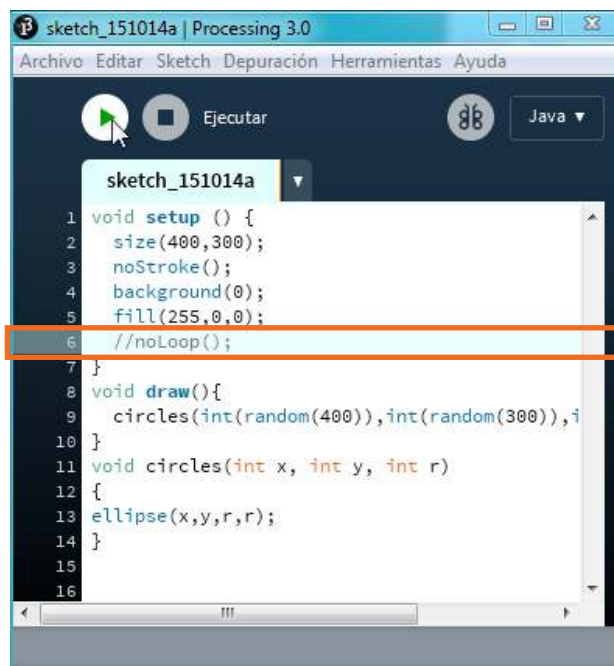 sketch_151014a | Processing 3.0
Archivo Editar Sketch Depuración Herramientas Ayuda
Ejecutar
Java ▼
sketch_151014a ▼
1 void setup () {
2 size(400,300);
3 noStroke();
4 background(0);
5 fill(255,0,0);
6 //noLoop();
7 }
8 void draw(){
9 circles(int(random(400)),int(random(300)),i
10 }
11 void circles(int x, int y, int r)
12 {
13 ellipse(x,y,r,r);
14 }
15
16